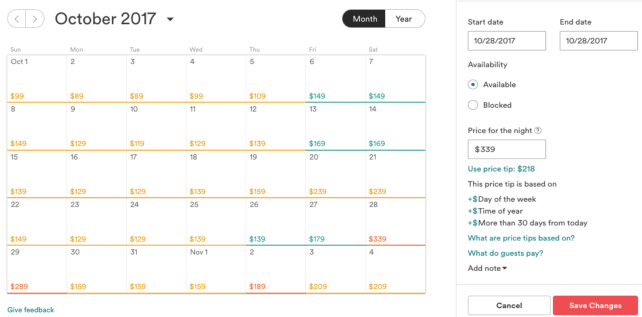 October 2017
Month Year
Sun Mon Tue Wed Thu Fri Sat
Oct 1 2 3 4 5 6 7
$99 $89 $89 $99 $109 $149 $149
8 9 10 11 12 13 14
$149 $129 $119 $129 $139 $169 $169
15 16 17 18 19 20 21
$139 $129 $129 $139 $159 $239 $239
22 23 24 25 26 27 28
$149 $129 $129 $139 $139 $179 $339
29 30 31 Nov 1 2 3 4
$289 $159 $159 $159 $189 $209 $209
Give feedback
Start date End date
10/28/2017 10/28/2017
Availability
Available
Blocked
Price for the night ?
$339
Use price tip: $218
This price tip is based on
+$Day of the week
+$Time of year
+$More than 30 days from today
What are price tips based on?
What do guests pay?
Add note
Cancel Save Changes